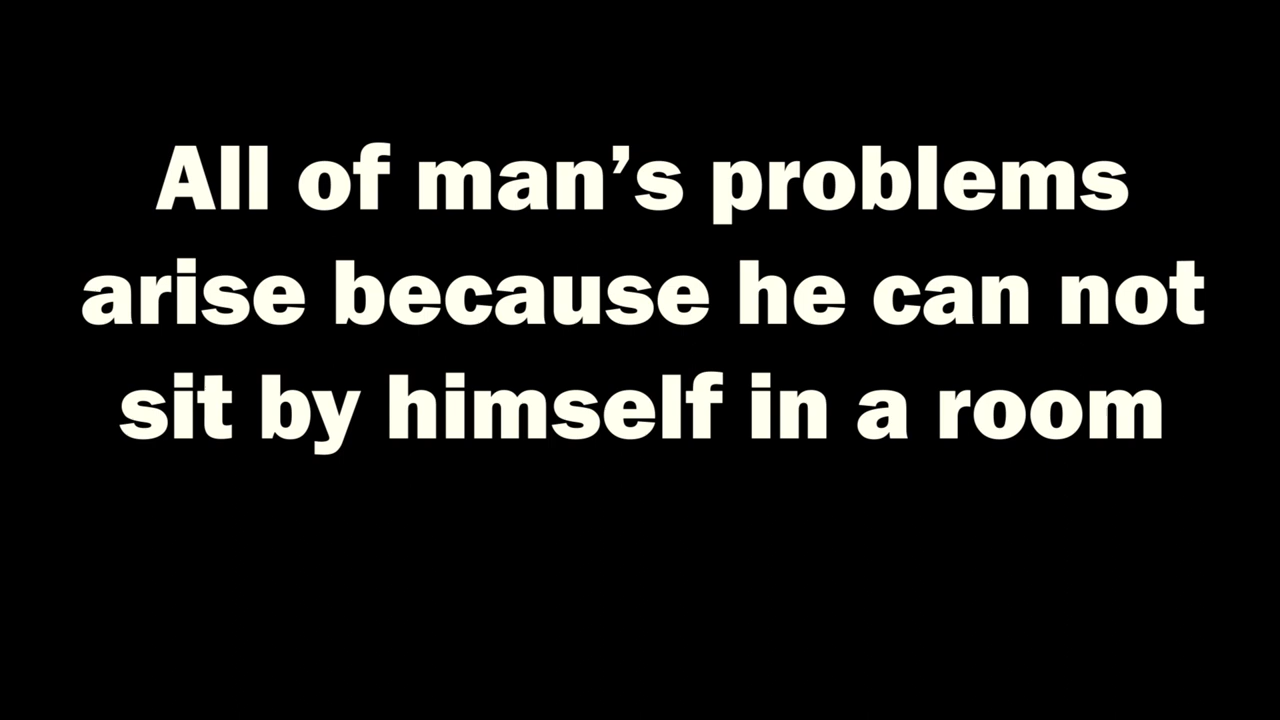 All of man’s problems
arise because he can not
sit by himself in a room